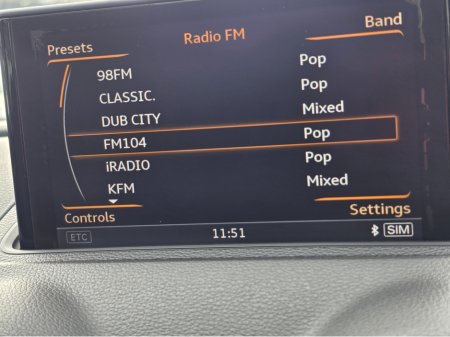 Radio FM
Band
Presets
98FM Pop
CLASSIC. Pop
DUB CITY Mixed
FM104 Pop
iRADIO Pop
KFM Mixed
Controls
Settings
ETC 11:51 SIM